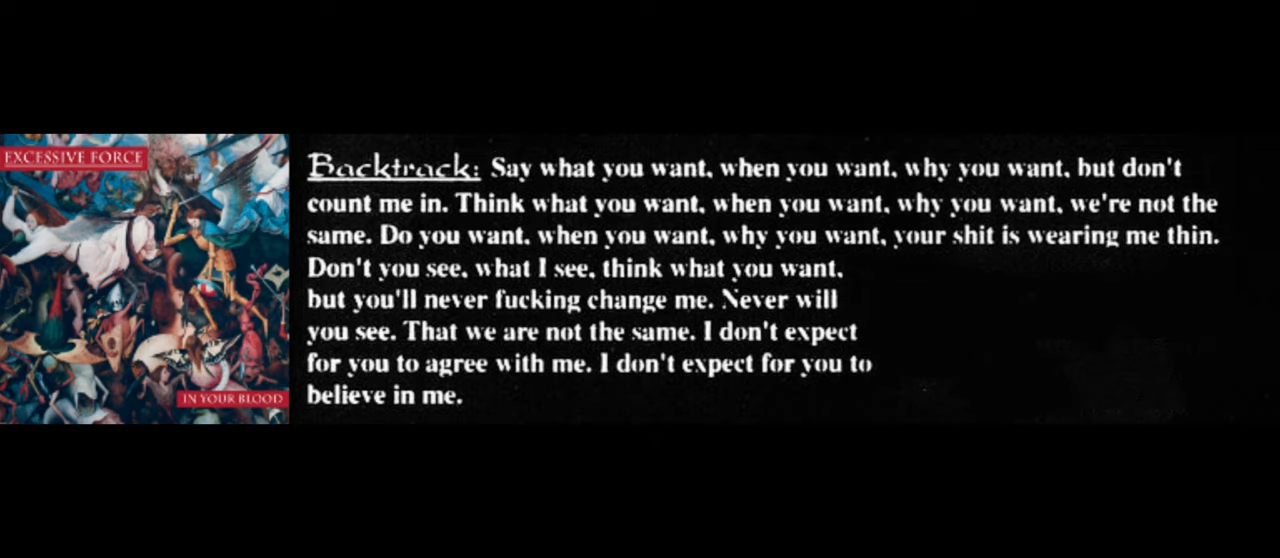 EXCESSIVE FORCE
IN YOUR BLOOD
Backtrack: Say what you want, when you want, why you want, but don't
count me in. Think what you want, when you want, why you want, we're not the
same. Do you want, when you want, why you want, your shit is wearing me thin.
Don't you see, what I see, think what you want,
but you'll never fucking change me. Never will
you see. That we are not the same. I don't expect
for you to agree with me. I don't expect for you to
believe in me.